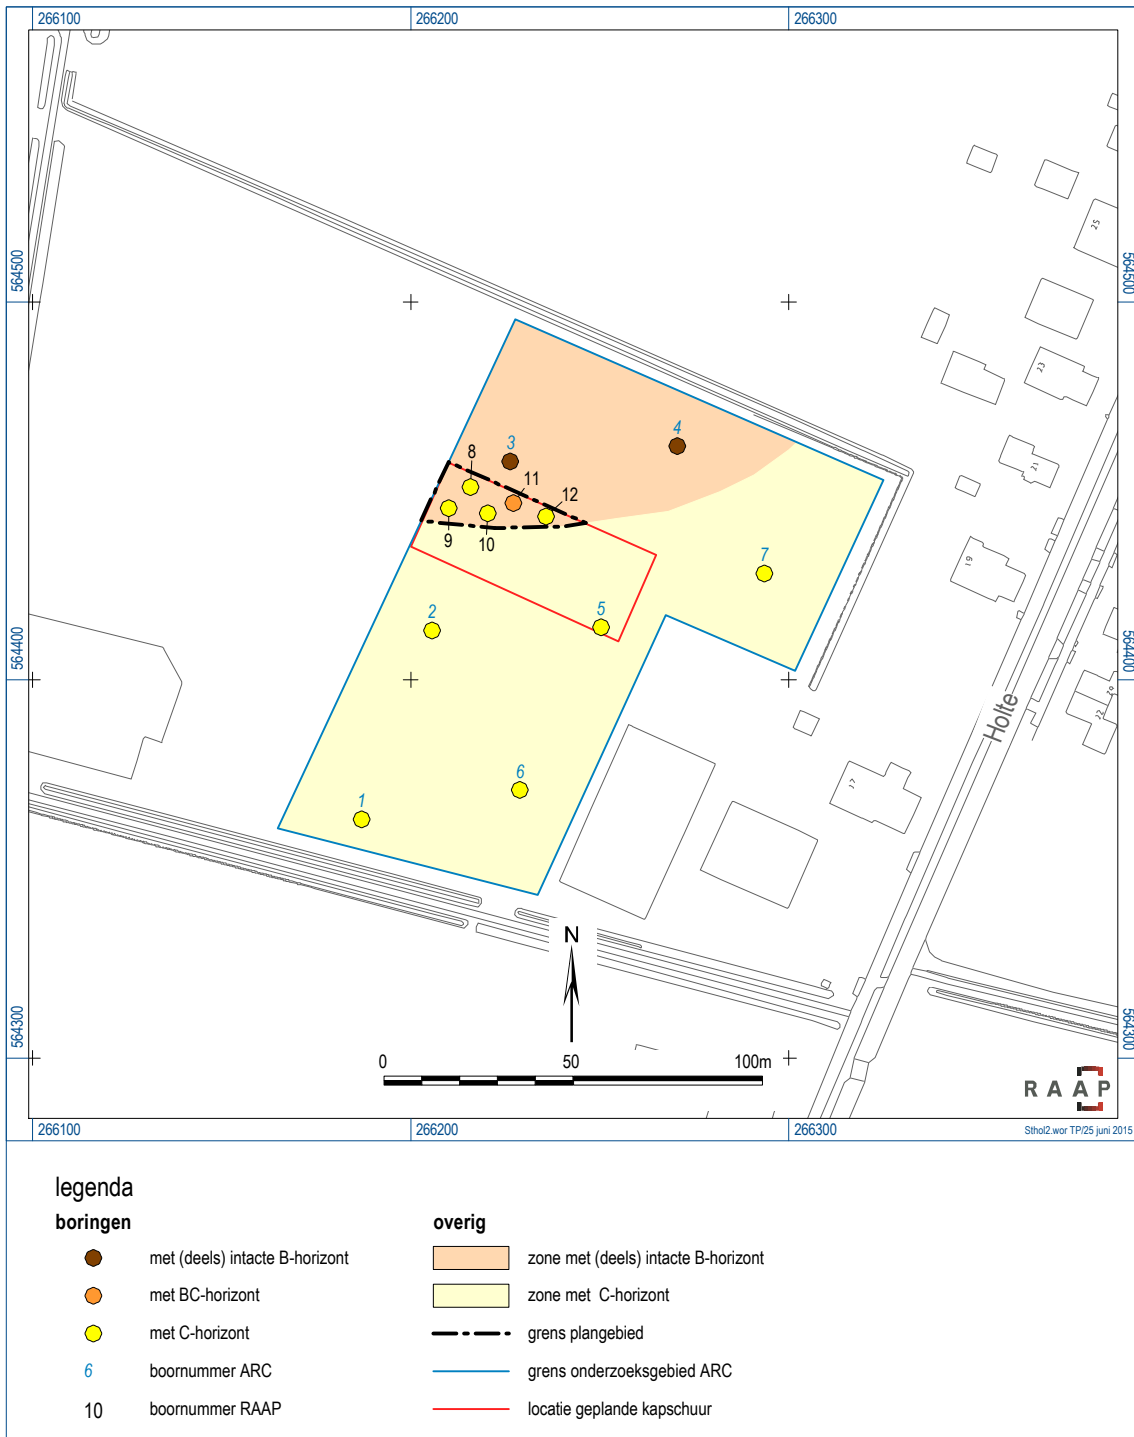 266100
266200
266300
25
564500
564500
23
3
4
21
8
11
12
9
10
7
19
2
5
564400
564400
Holte
22
17
6
1
N
564300
564300
0
50
100m
RAAP
266100
266200
266300
Sthol2.wor TP/25 juni 2015
legenda
boringen
overig
met (deels) intacte B-horizont
zone met (deels) intacte B-horizont
met BC-horizont
zone met C-horizont
met C-horizont
grens plangebied
6
boornummer ARC
grens onderzoeksgebied ARC
10
boornummer RAAP
locatie geplande kapschuur